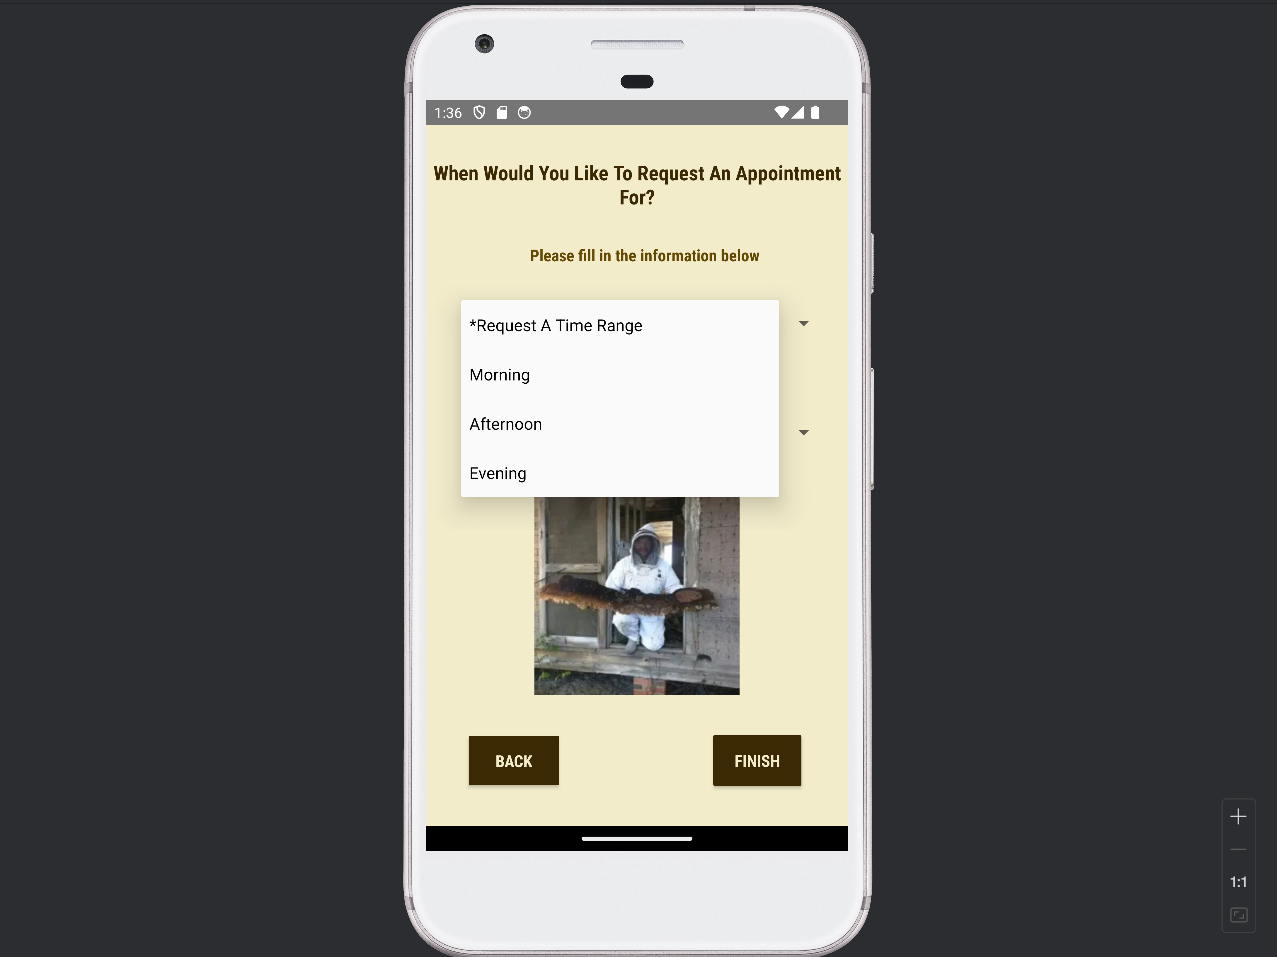 1:36
When Would You Like To Request An Appointment
For?
Please fill in the information below
*Request A Time Range
Morning
Afternoon
Evening
BACK
FINISH
1:1